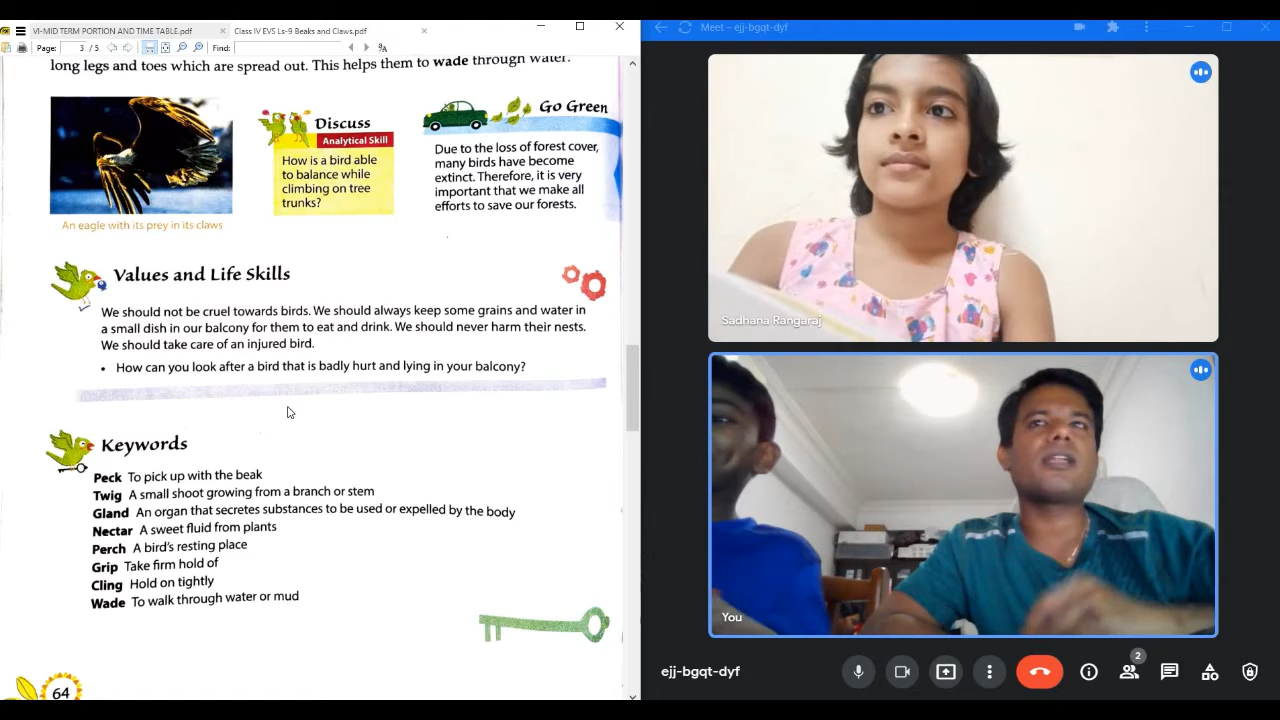 VI-MID TERM PORTION AND TIME TABLE.pdf
Class IV EVS Ls-9 Beaks and Claws.pdf
Page: 3 / 5
Find:
long legs and toes which are spread out. This helps them to wade through water.
An eagle with its prey in its claws
Discuss
Analytical Skill
How is a bird able
to balance while
climbing on tree
trunks?
Go Green
Due to the loss of forest cover,
many birds have become
extinct. Therefore, it is very
important that we make all
efforts to save our forests.
Values and Life Skills
We should not be cruel towards birds. We should always keep some grains and water in
a small dish in our balcony for them to eat and drink. We should never harm their nests.
We should take care of an injured bird.
• How can you look after a bird that is badly hurt and lying in your balcony?
Keywords
Peck To pick up with the beak
Twig A small shoot growing from a branch or stem
Gland An organ that secretes substances to be used or expelled by the body
Nectar A sweet fluid from plants
Perch A bird's resting place
Grip Take firm hold of
Cling Hold on tightly
Wade To walk through water or mud
64
Meet – ejj-bgqt-dyf
Sadhana Rangaraj
You
ejj-bgqt-dyf
2